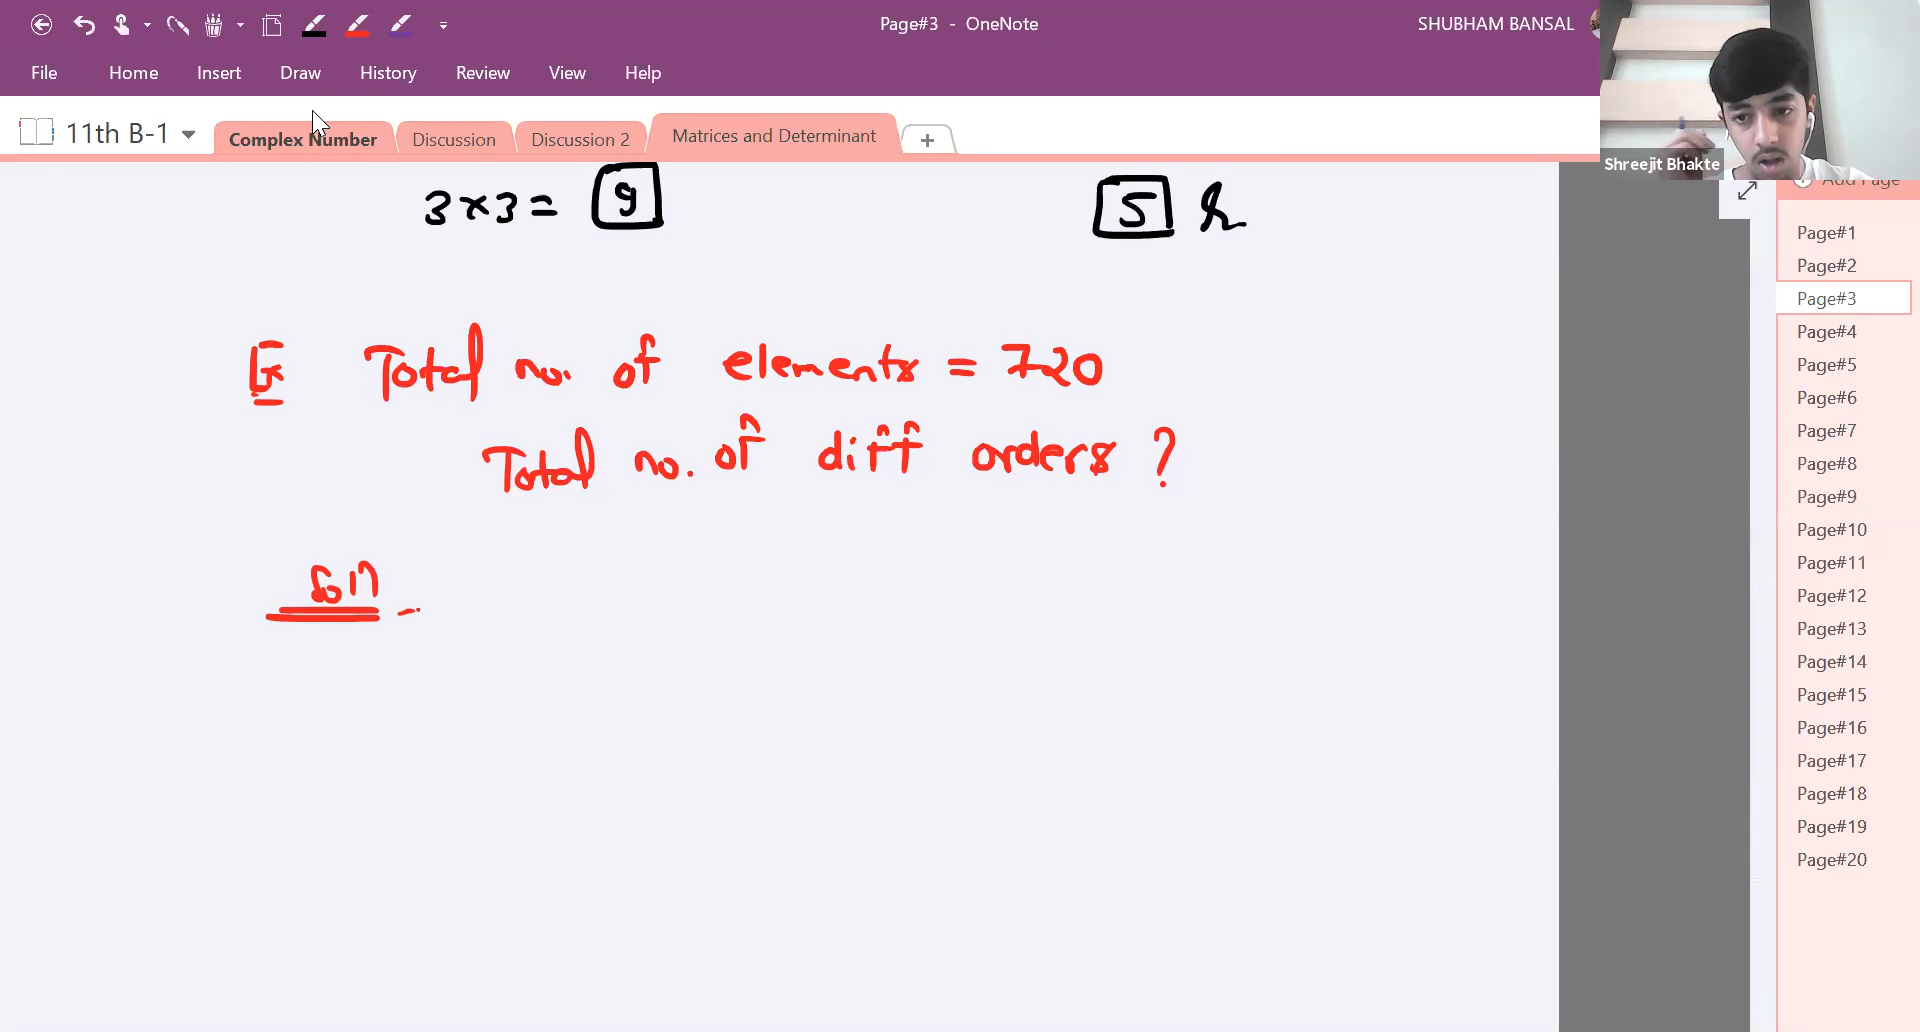 Page#3 - OneNote
SHUBHAM BANSAL
File Home Insert Draw History Review View Help
11th B-1
Complex Number
Discussion
Discussion 2
Matrices and Determinant
Shreejit Bhakte
Add Page
3 × 3 = 9
5
Ex Total no. of elements = 720
Total no. of diff orders ?
Soln
Page#1
Page#2
Page#3
Page#4
Page#5
Page#6
Page#7
Page#8
Page#9
Page#10
Page#11
Page#12
Page#13
Page#14
Page#15
Page#16
Page#17
Page#18
Page#19
Page#20